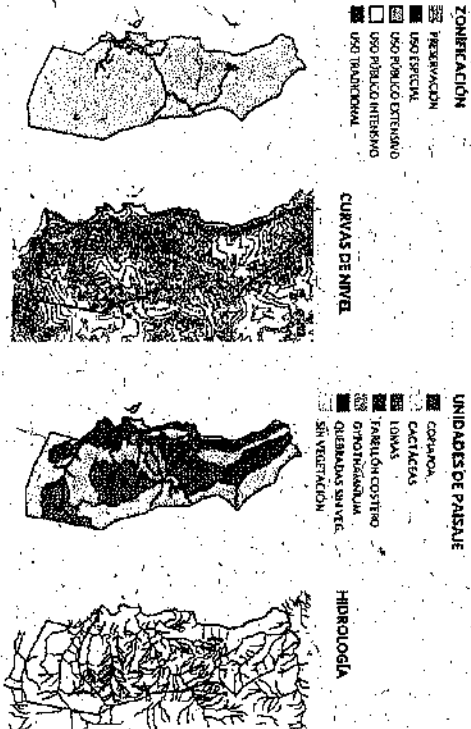 ZONIFICACIÓN
PRESERVACIÓN
USO ESPECIAL
USO PÚBLICO EXTENSIVO
USO PÚBLICO INTENSIVO
USO TRADICIONAL
CURVAS DE NIVEL
UNIDADES DE PAISAJE
COPIAPOA
CACTÁCEAS
LOMAS
FARELLÓN COSTERO
GYPOTHAMNIUM
QUEBRADAS SIN VEG.
SIN VEGETACIÓN
HIDROLOGÍA